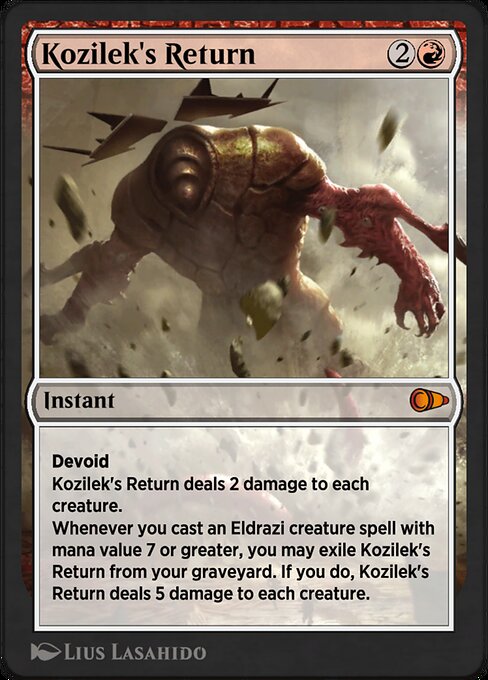 Kozilek's Return 2
Instant
Devoid
Kozilek's Return deals 2 damage to each
creature.
Whenever you cast an Eldrazi creature spell with
mana value 7 or greater, you may exile Kozilek's
Return from your graveyard. If you do, Kozilek's
Return deals 5 damage to each creature.
Lius Lasahido